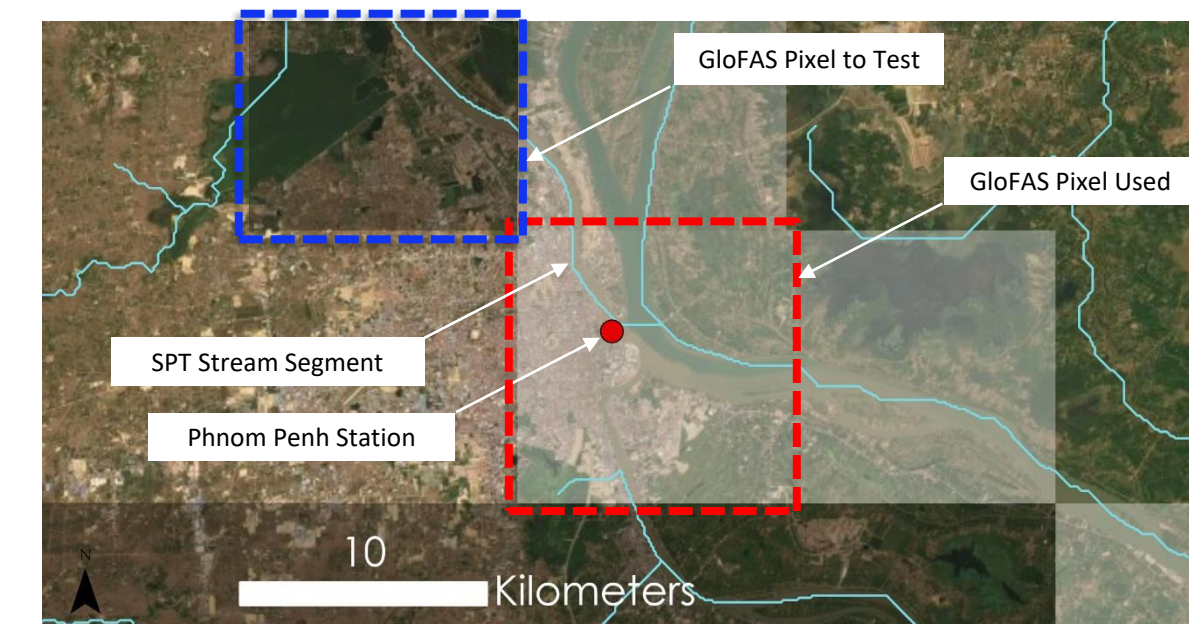 GloFAS Pixel to Test
GloFAS Pixel Used
SPT Stream Segment
Phnom Penh Station
N
10
Kilometers